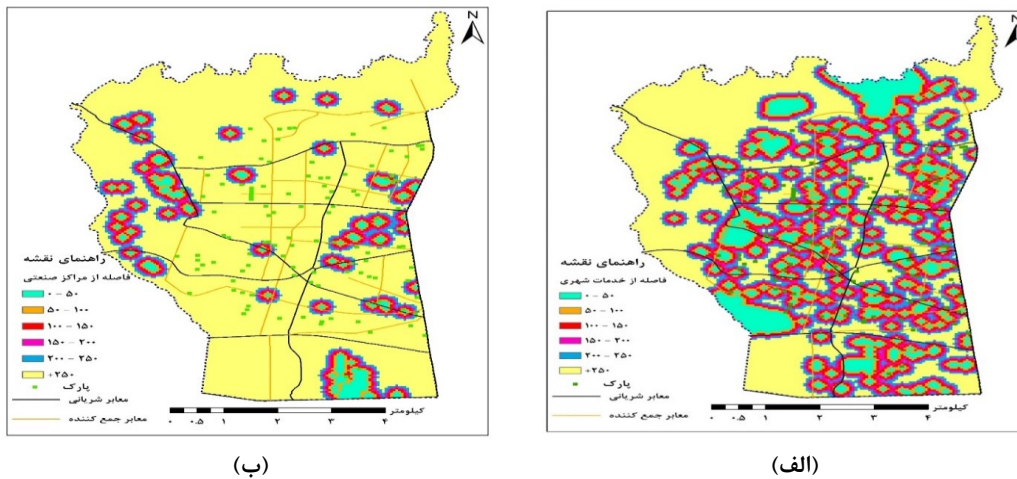 N
راهنمای نقشه
فاصله از خدمات شهری
۰ – ۵۰
۵۰ – ۱۰۰
۱۰۰ – ۱۵۰
۱۵۰ – ۲۰۰
۲۰۰ – ۲۵۰
+۲۵۰
پارک
معابر شریانی
معابر جمع کننده
کیلومتر
۰ ۰.۵ ۱ ۲ ۳ ۴
(الف)
N
راهنمای نقشه
فاصله از مراکز صنعتی
۰ – ۵۰
۵۰ – ۱۰۰
۱۰۰ – ۱۵۰
۱۵۰ – ۲۰۰
۲۰۰ – ۲۵۰
+۲۵۰
پارک
معابر شریانی
معابر جمع کننده
کیلومتر
۰ ۰.۵ ۱ ۲ ۳ ۴
(ب)